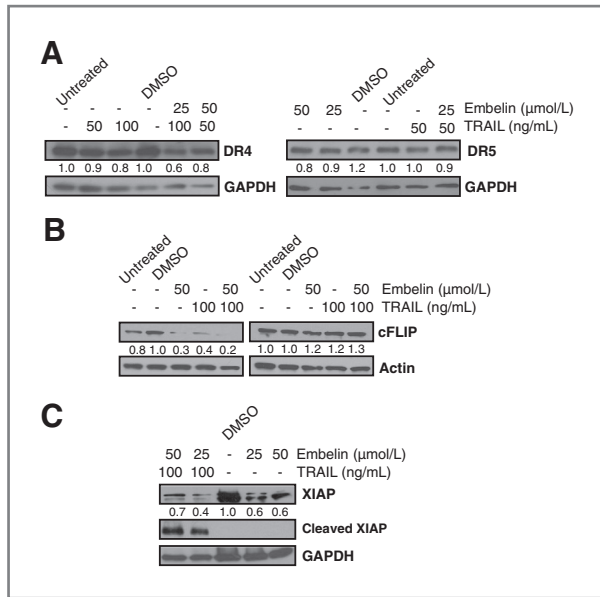 A
Untreated DMSO
- - - - 25 50
- 50 100 - 100 50
DR4
1.0 0.9 0.8 1.0 0.6 0.8
GAPDH
DMSO Untreated
50 25 - - - 25 Embelin (µmol/L)
- - - - 50 50 TRAIL (ng/mL)
DR5
0.8 0.9 1.2 1.0 1.0 0.9
GAPDH
B
Untreated DMSO Untreated DMSO
- - 50 - 50 - - 50 - 50 Embelin (µmol/L)
- - - 100 100 - - - 100 100 TRAIL (ng/mL)
cFLIP
0.8 1.0 0.3 0.4 0.2 1.0 1.0 1.2 1.2 1.3
Actin
C
DMSO
50 25 - 25 50 Embelin (µmol/L)
100 100 - - - TRAIL (ng/mL)
XIAP
0.7 0.4 1.0 0.6 0.6
Cleaved XIAP
GAPDH